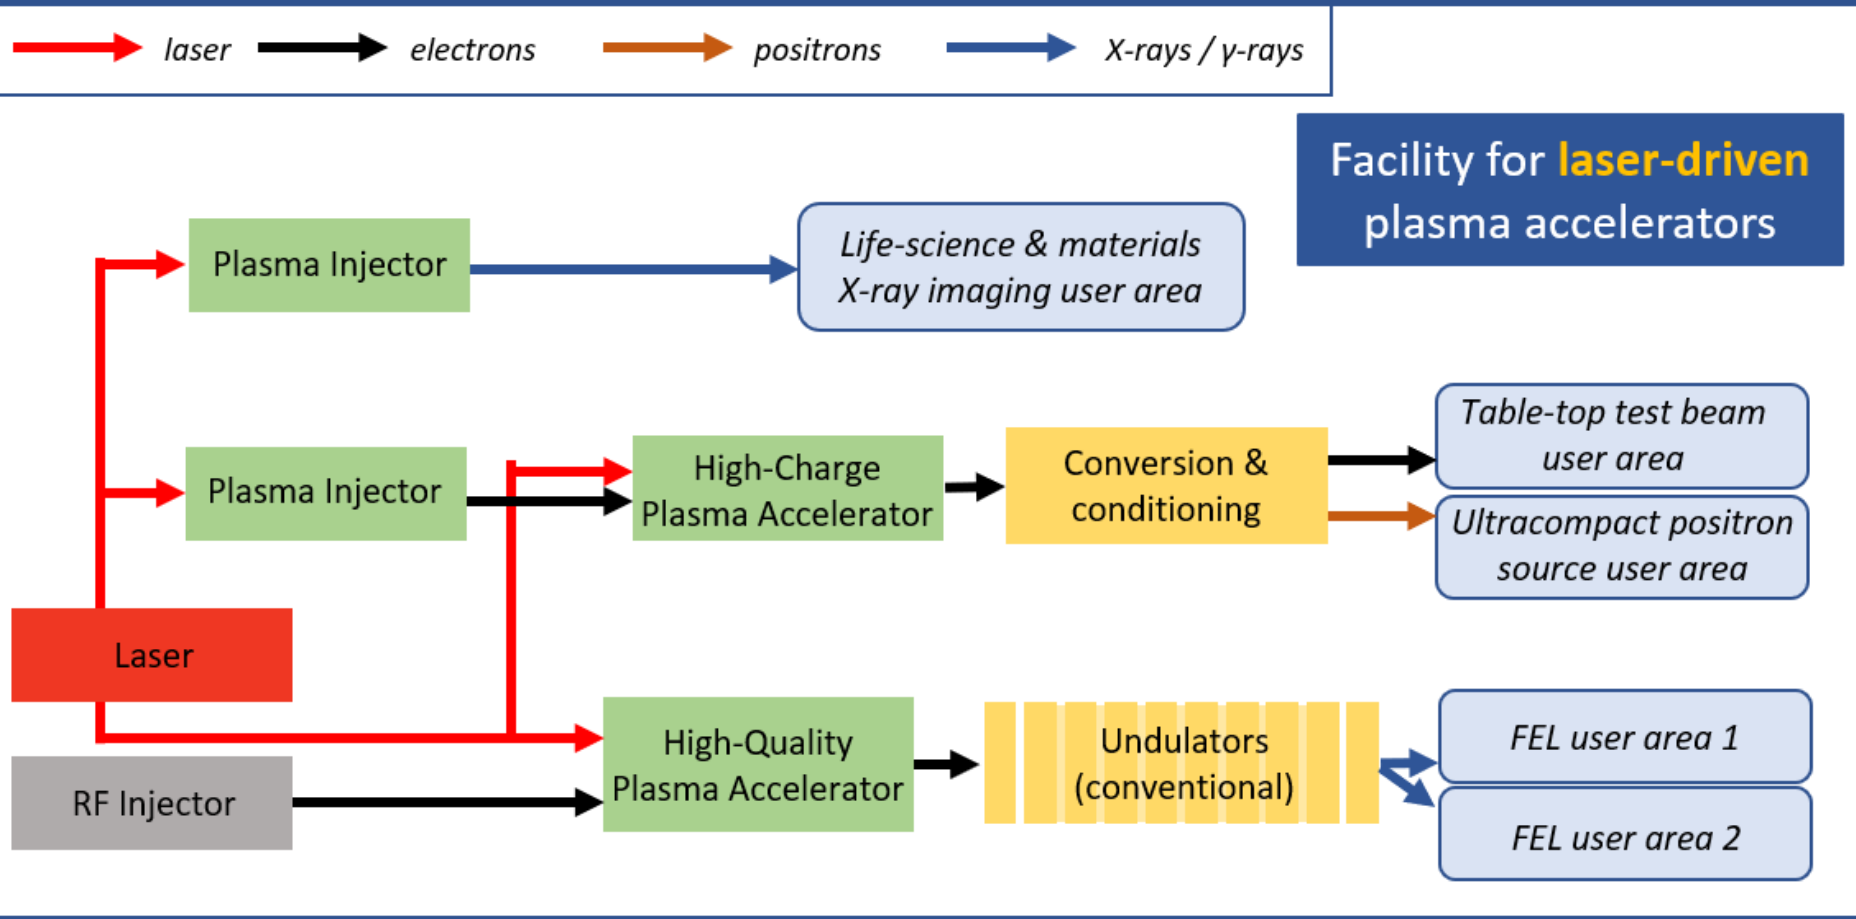 laser
electrons
positrons
X-rays / γ-rays
Facility for laser-driven
plasma accelerators
Plasma Injector
Life-science & materials
X-ray imaging user area
Plasma Injector
High-Charge
Plasma Accelerator
Conversion &
conditioning
Table-top test beam
user area
Ultracompact positron
source user area
Laser
RF Injector
High-Quality
Plasma Accelerator
Undulators
(conventional)
FEL user area 1
FEL user area 2